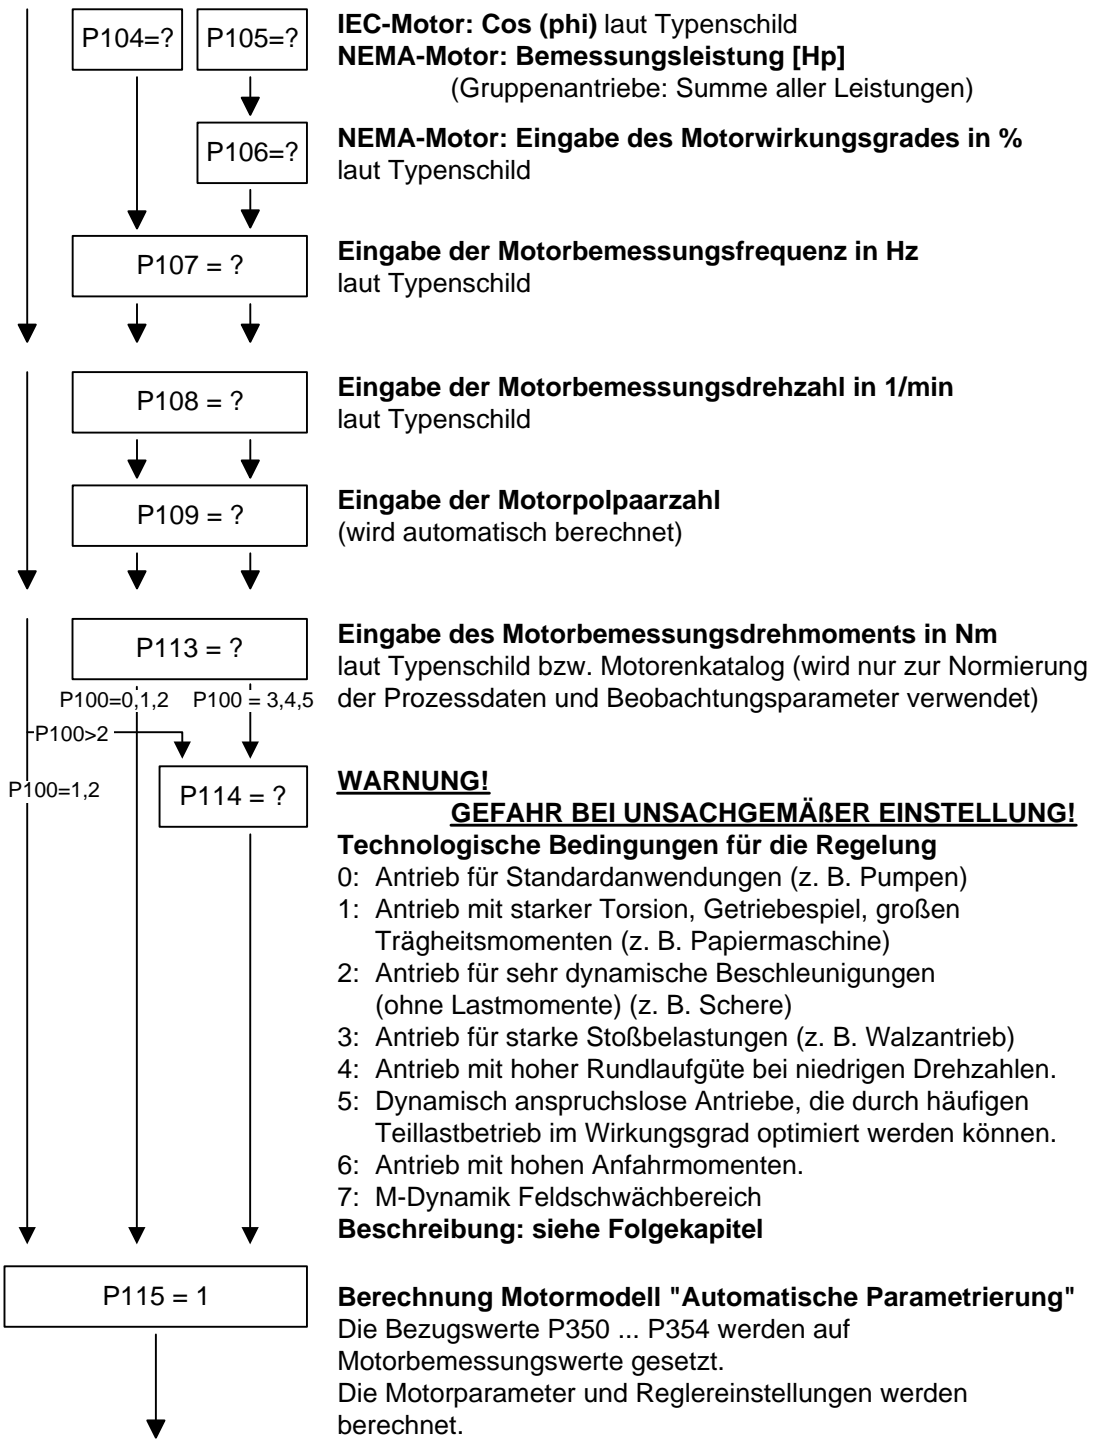 P104=? P105=? IEC-Motor: Cos (phi) laut Typenschild
NEMA-Motor: Bemessungsleistung [Hp]
(Gruppenantriebe: Summe aller Leistungen)
P106=? NEMA-Motor: Eingabe des Motorwirkungsgrades in %
laut Typenschild
P107 = ? Eingabe der Motorbemessungsfrequenz in Hz
laut Typenschild
P108 = ? Eingabe der Motorbemessungsdrehzahl in 1/min
laut Typenschild
P109 = ? Eingabe der Motorpolpaarzahl
(wird automatisch berechnet)
P113 = ? Eingabe des Motorbemessungsdrehmoments in Nm
laut Typenschild bzw. Motorenkatalog (wird nur zur Normierung
P100=0,1,2 P100 = 3,4,5 der Prozessdaten und Beobachtungsparameter verwendet)
P100>2
P100=1,2 P114 = ? WARNUNG!
GEFAHR BEI UNSACHGEMÄßER EINSTELLUNG!
Technologische Bedingungen für die Regelung
0: Antrieb für Standardanwendungen (z. B. Pumpen)
1: Antrieb mit starker Torsion, Getriebespiel, großen
Trägheitsmomenten (z. B. Papiermaschine)
2: Antrieb für sehr dynamische Beschleunigungen
(ohne Lastmomente) (z. B. Schere)
3: Antrieb für starke Stoßbelastungen (z. B. Walzantrieb)
4: Antrieb mit hoher Rundlaufgüte bei niedrigen Drehzahlen.
5: Dynamisch anspruchslose Antriebe, die durch häufigen
Teillastbetrieb im Wirkungsgrad optimiert werden können.
6: Antrieb mit hohen Anfahrmomenten.
7: M-Dynamik Feldschwächbereich
Beschreibung: siehe Folgekapitel
P115 = 1 Berechnung Motormodell "Automatische Parametrierung"
Die Bezugswerte P350 ... P354 werden auf
Motorbemessungswerte gesetzt.
Die Motorparameter und Reglereinstellungen werden
berechnet.